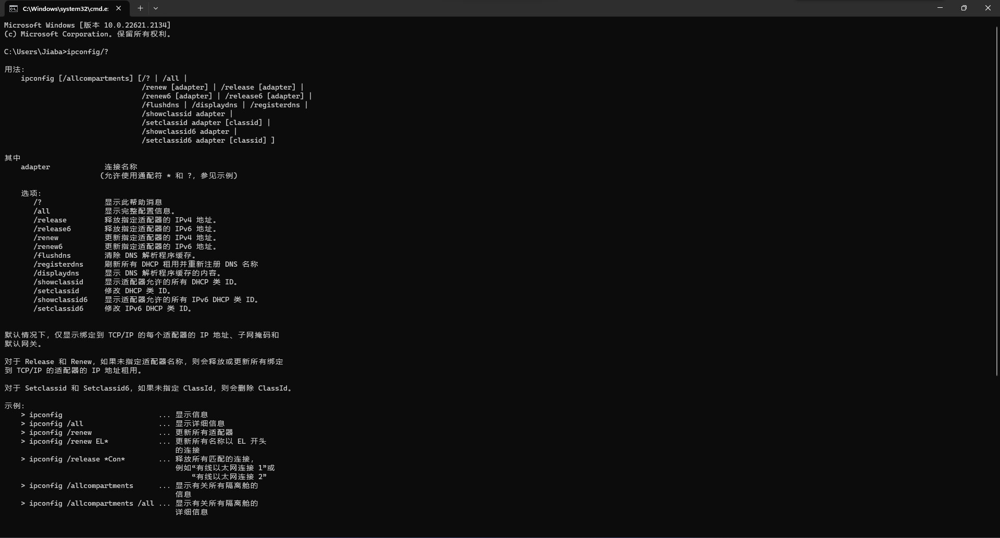 C:\Windows\system32\cmd.e:
Microsoft Windows [版本 10.0.22621.2134]
(c) Microsoft Corporation。保留所有权利。
C:\Users\Jiaba>ipconfig/?
用法:
ipconfig [/allcompartments] [/? | /all |
/renew [adapter] | /release [adapter] |
/renew6 [adapter] | /release6 [adapter] |
/flushdns | /displaydns | /registerdns |
/showclassid adapter |
/setclassid adapter [classid] |
/showclassid6 adapter |
/setclassid6 adapter [classid] ]
其中
adapter 连接名称
(允许使用通配符 * 和 ?，参见示例)
选项:
/? 显示此帮助消息
/all 显示完整配置信息。
/release 释放指定适配器的 IPv4 地址。
/release6 释放指定适配器的 IPv6 地址。
/renew 更新指定适配器的 IPv4 地址。
/renew6 更新指定适配器的 IPv6 地址。
/flushdns 清除 DNS 解析程序缓存。
/registerdns 刷新所有 DHCP 租用并重新注册 DNS 名称
/displaydns 显示 DNS 解析程序缓存的内容。
/showclassid 显示适配器允许的所有 DHCP 类 ID。
/setclassid 修改 DHCP 类 ID。
/showclassid6 显示适配器允许的所有 IPv6 DHCP 类 ID。
/setclassid6 修改 IPv6 DHCP 类 ID。
默认情况下，仅显示绑定到 TCP/IP 的每个适配器的 IP 地址、子网掩码和
默认网关。
对于 Release 和 Renew，如果未指定适配器名称，则会释放或更新所有绑定
到 TCP/IP 的适配器的 IP 地址租用。
对于 Setclassid 和 Setclassid6，如果未指定 ClassId，则会删除 ClassId。
示例:
> ipconfig ... 显示信息
> ipconfig /all ... 显示详细信息
> ipconfig /renew ... 更新所有适配器
> ipconfig /renew EL* ... 更新所有名称以 EL 开头
的连接
> ipconfig /release *Con* ... 释放所有匹配的连接，
例如“有线以太网连接 1”或
“有线以太网连接 2”
> ipconfig /allcompartments ... 显示有关所有隔离舱的
信息
> ipconfig /allcompartments /all ... 显示有关所有隔离舱的
详细信息